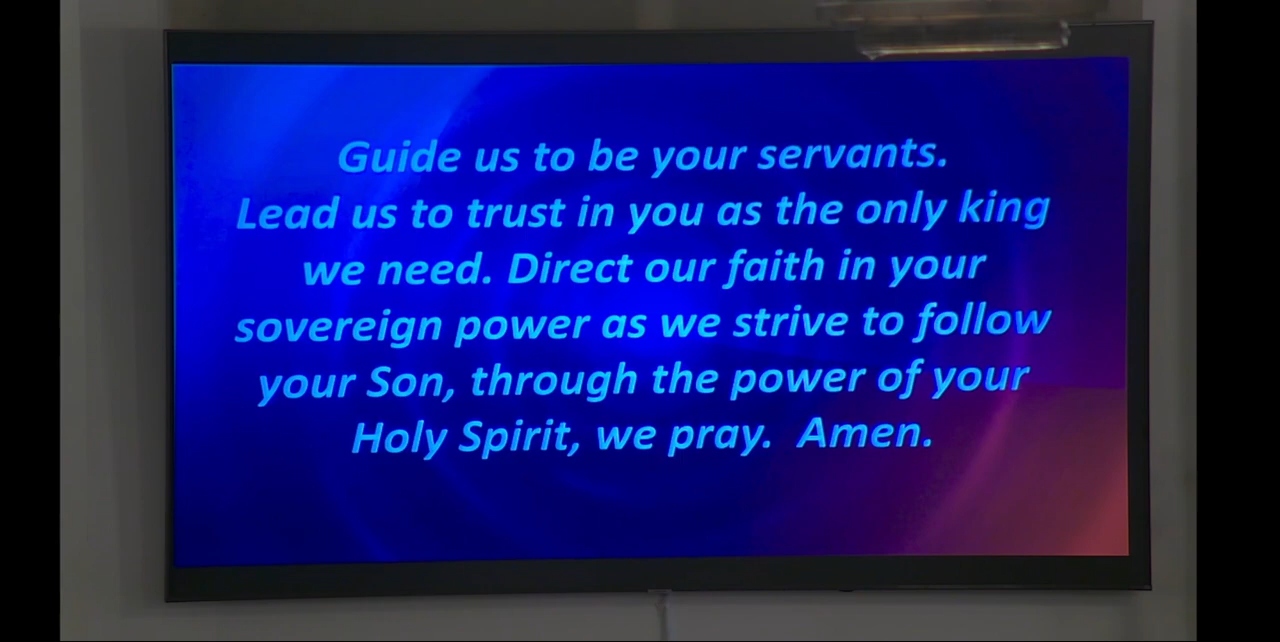 Guide us to be your servants.
Lead us to trust in you as the only king
we need. Direct our faith in your
sovereign power as we strive to follow
your Son, through the power of your
Holy Spirit, we pray.  Amen.